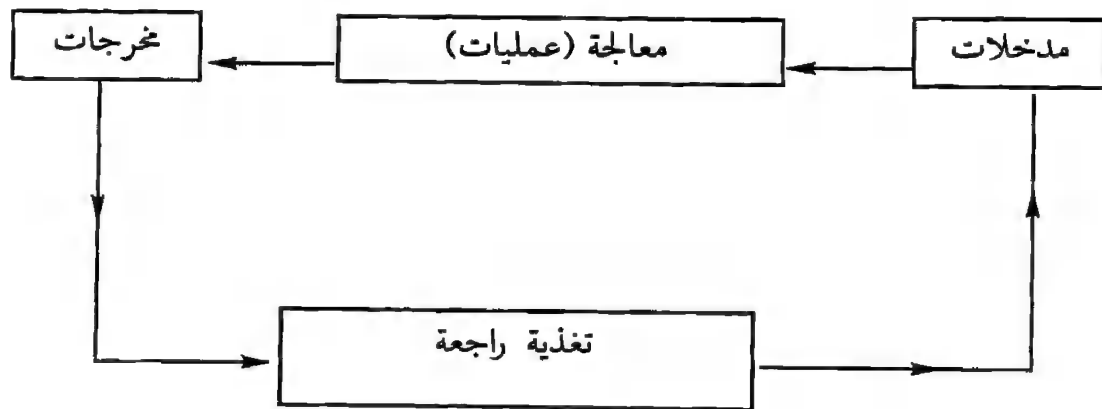 مدخلات
معالجة (عمليات)
مخرجات
تغذية راجعة